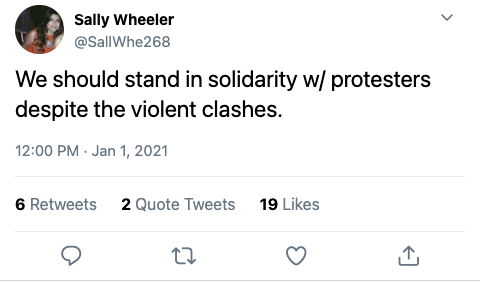 Sally Wheeler
@SallWhe268
We should stand in solidarity w/ protesters
despite the violent clashes.
12:00 PM · Jan 1, 2021
6 Retweets 2 Quote Tweets 19 Likes